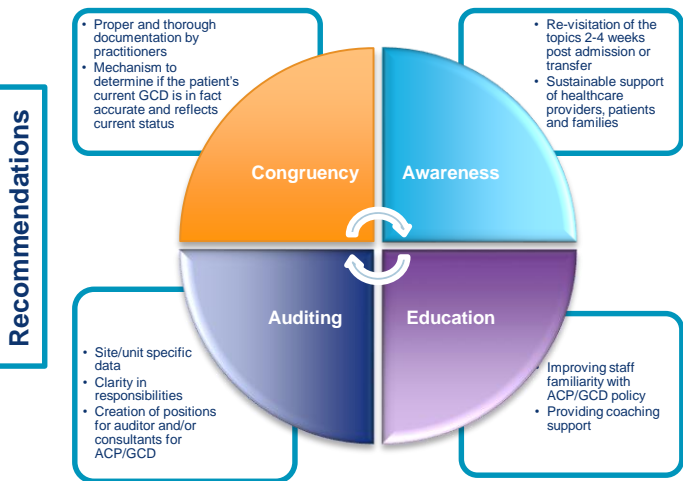 Recommendations
• Proper and thorough
documentation by
practitioners
• Mechanism to
determine if the patient's
current GCD is in fact
accurate and reflects
current status
• Re-visitation of the
topics 2-4 weeks
post admission or
transfer
• Sustainable support
of healthcare
providers, patients
and families
Congruency
Awareness
Auditing
Education
• Site/unit specific
data
• Clarity in
responsibilities
• Creation of positions
for auditor and/or
consultants for
ACP/GCD
• Improving staff
familiarity with
ACP/GCD policy
• Providing coaching
support